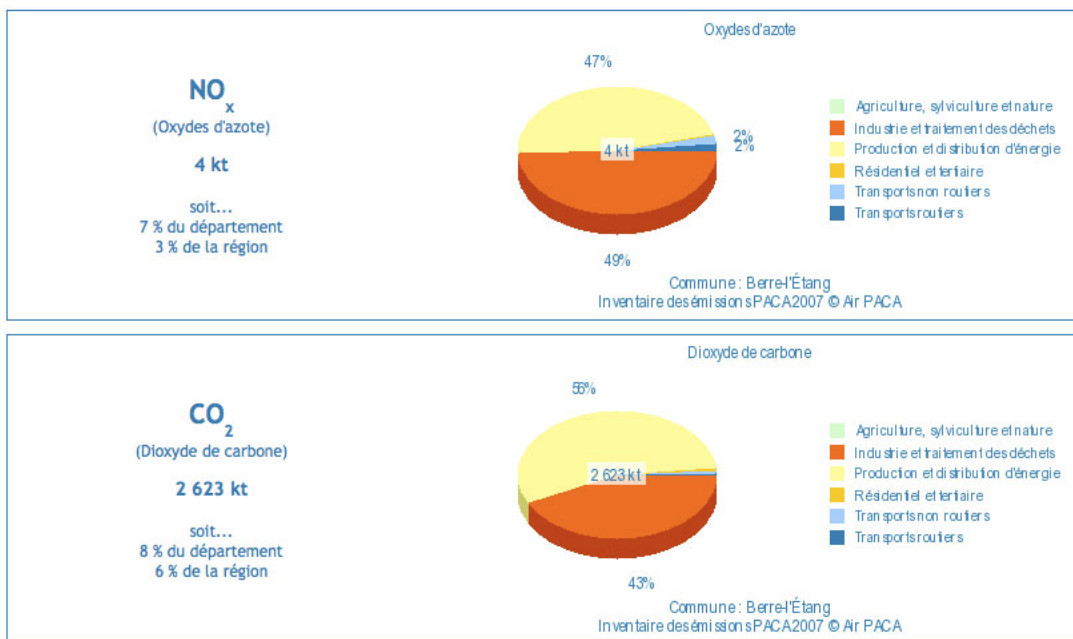 NOx
(Oxydes d'azote)
4 kt
soit...
7 % du département
3 % de la région
Oxydes d'azote
47%
2%
2%
4 kt
49%
Agriculture, sylviculture et nature
Industrie et traitement des déchets
Production et distribution d'énergie
Résidentiel et tertiaire
Transports non routiers
Transports routiers
Commune : Berre-l'Étang
Inventaire des émissions PACA 2007 © Air PACA
CO2
(Dioxyde de carbone)
2 623 kt
soit...
8 % du département
6 % de la région
Dioxyde de carbone
56%
2 623 kt
43%
Agriculture, sylviculture et nature
Industrie et traitement des déchets
Production et distribution d'énergie
Résidentiel et tertiaire
Transports non routiers
Transports routiers
Commune : Berre-l'Étang
Inventaire des émissions PACA 2007 © Air PACA